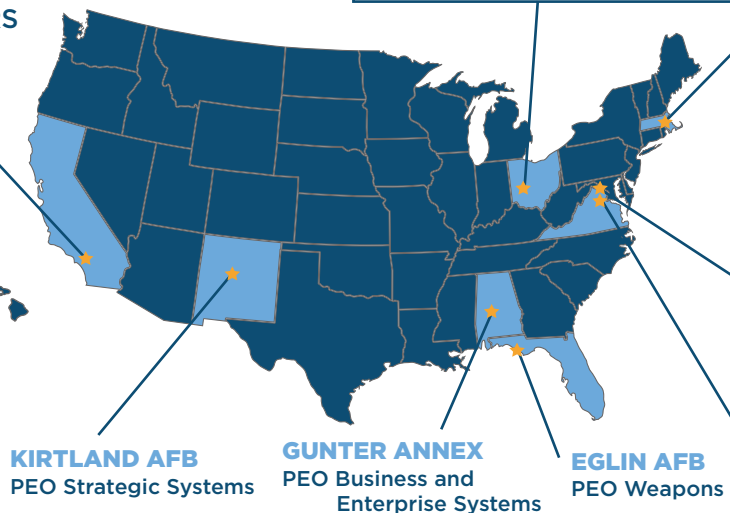 S
KIRTLAND AFB
PEO Strategic Systems
GUNTER ANNEX
PEO Business and
Enterprise Systems
EGLIN AFB
PEO Weapons